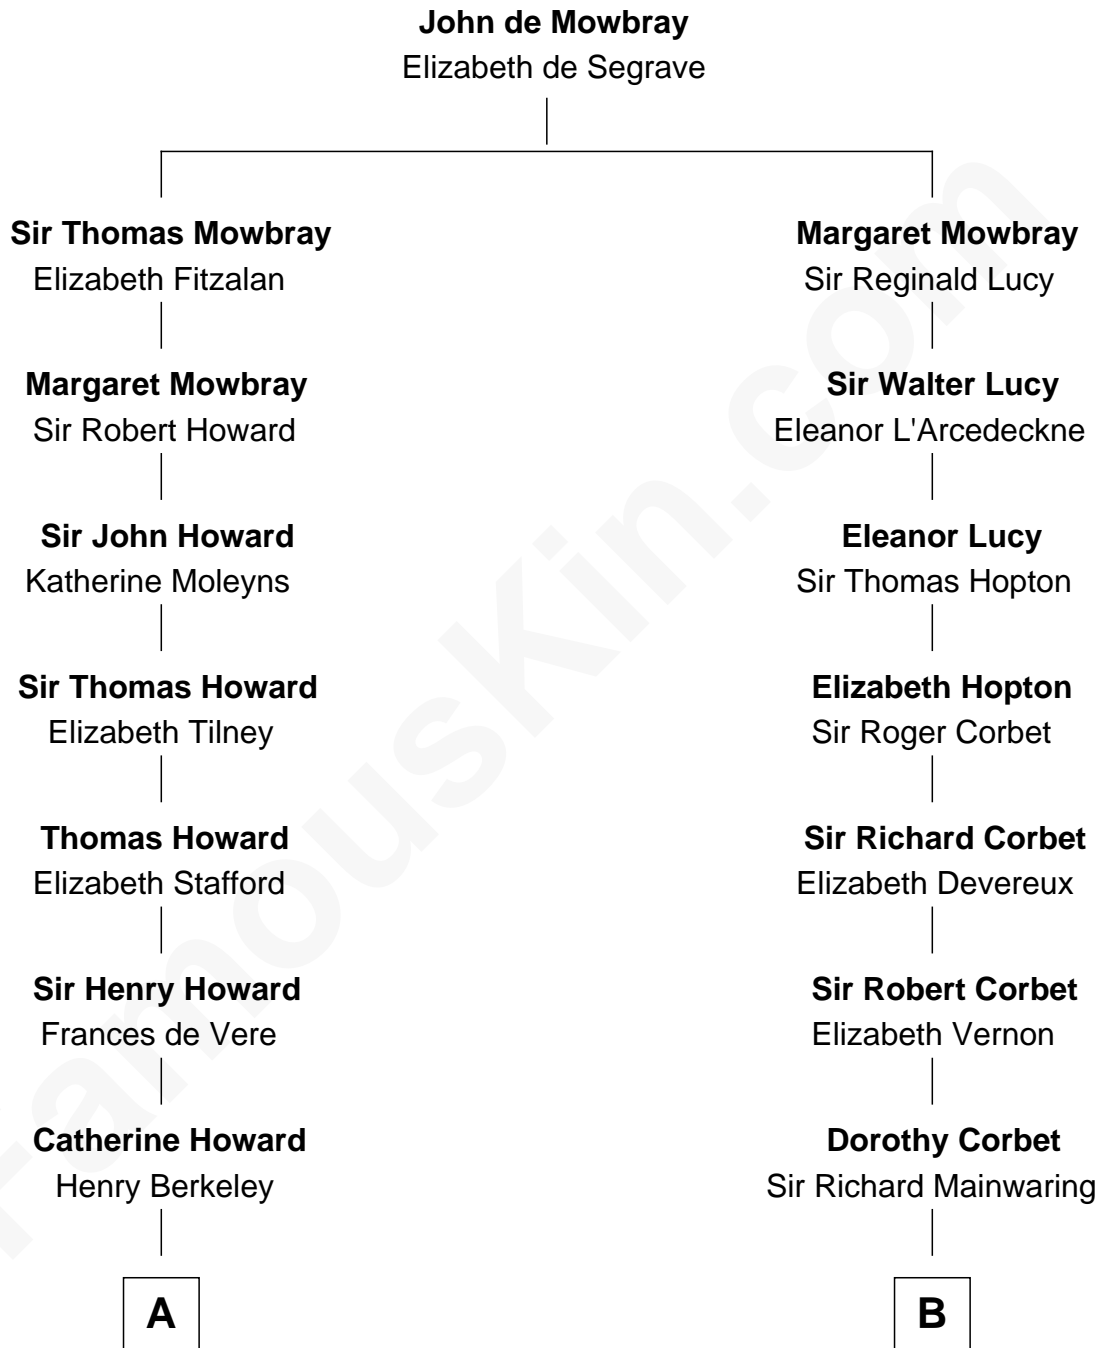 John de Mowbray
Elizabeth de Segrave
Sir Thomas Mowbray
Elizabeth Fitzalan
Margaret Mowbray
Sir Reginald Lucy
Margaret Mowbray
Sir Robert Howard
Sir Walter Lucy
Eleanor L'Arcedeckne
Sir John Howard
Katherine Moleyns
Eleanor Lucy
Sir Thomas Hopton
Sir Thomas Howard
Elizabeth Tilney
Elizabeth Hopton
Sir Roger Corbet
Thomas Howard
Elizabeth Stafford
Sir Richard Corbet
Elizabeth Devereux
Sir Henry Howard
Frances de Vere
Sir Robert Corbet
Elizabeth Vernon
Catherine Howard
Henry Berkeley
Dorothy Corbet
Sir Richard Mainwaring
A
B
FamousKin.com